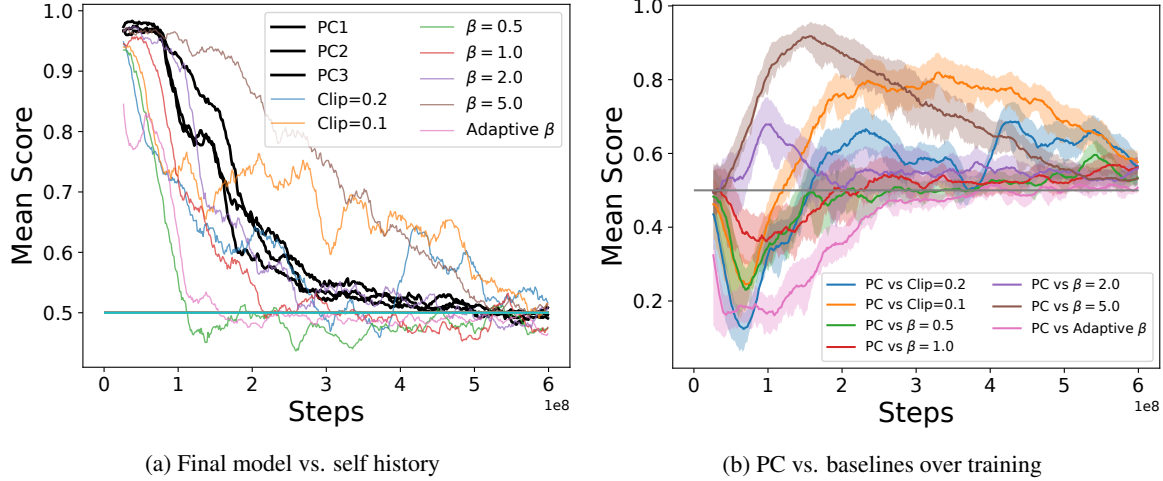 1.0
0.9
0.8
0.7
0.6
0.5
Mean Score
PC1
PC2
PC3
Clip=0.2
Clip=0.1
β = 0.5
β = 1.0
β = 2.0
β = 5.0
Adaptive β
0 1 2 3 4 5 6
1e8
Steps
(a) Final model vs. self history
1.0
0.8
0.6
0.4
0.2
Mean Score
PC vs Clip=0.2
PC vs Clip=0.1
PC vs β = 0.5
PC vs β = 1.0
PC vs β = 2.0
PC vs β = 5.0
PC vs Adaptive β
0 1 2 3 4 5 6
1e8
Steps
(b) PC vs. baselines over training